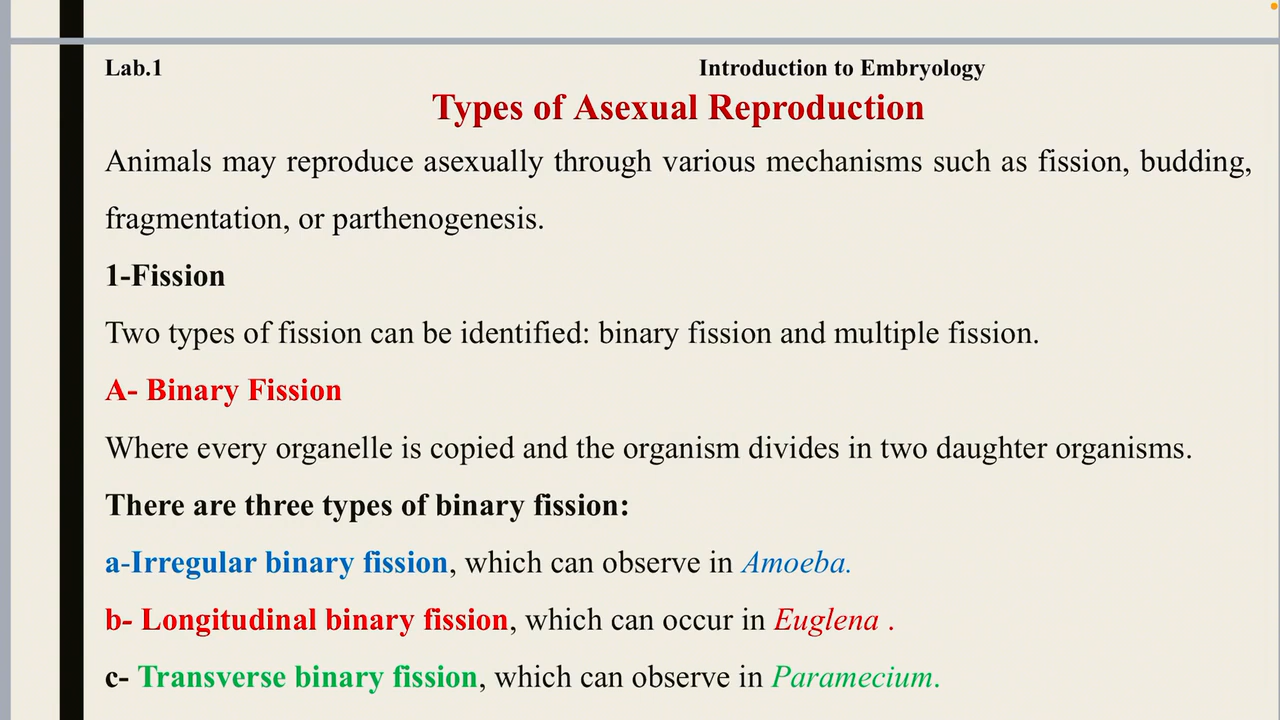 Lab.1 Introduction to Embryology
Types of Asexual Reproduction
Animals may reproduce asexually through various mechanisms such as fission, budding,
fragmentation, or parthenogenesis.
1-Fission
Two types of fission can be identified: binary fission and multiple fission.
A- Binary Fission
Where every organelle is copied and the organism divides in two daughter organisms.
There are three types of binary fission:
a-Irregular binary fission, which can observe in Amoeba.
b- Longitudinal binary fission, which can occur in Euglena .
c- Transverse binary fission, which can observe in Paramecium.